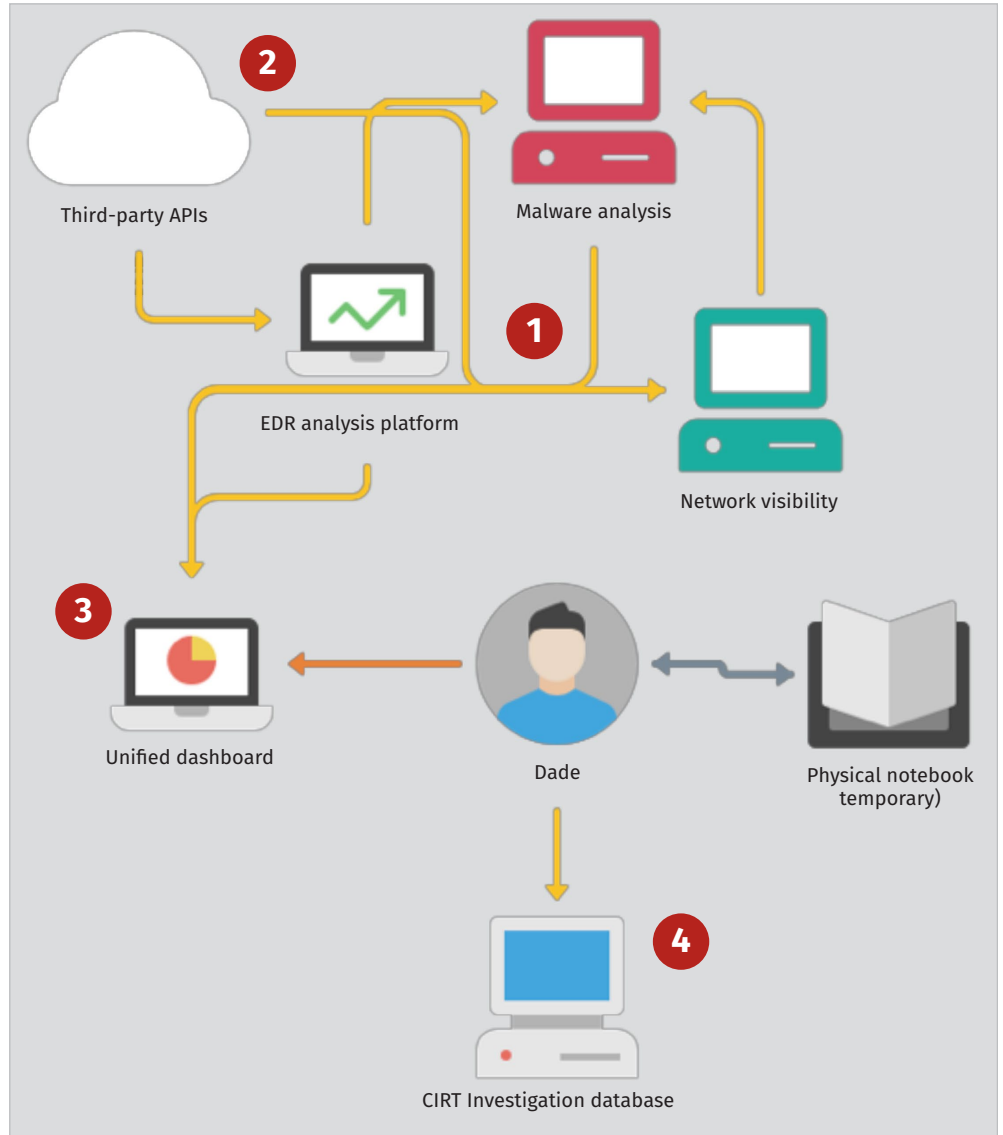 2
Third-party APIs
Malware analysis
1
EDR analysis platform
Network visibility
3
Unified dashboard
Dade
Physical notebook
temporary)
4
CIRT Investigation database